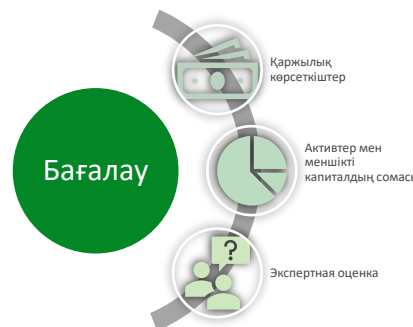 Бағалау
Қаржылық
көрсеткіштер
Активтер мен
меншікті
капиталдың сомасы
?
Экспертная оценка